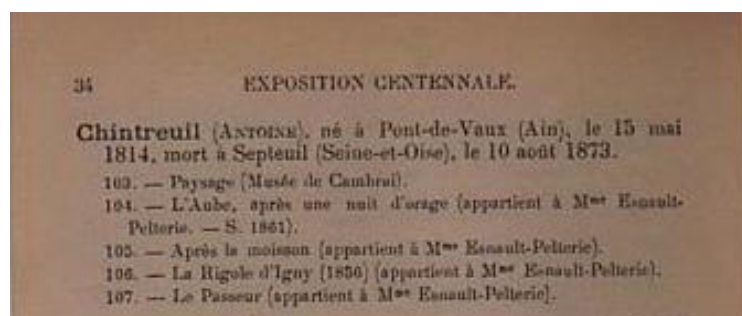 34 EXPOSITION CENTENNALE.
Chintreuil (ANTOINE), né à Pont-de-Vaux (Ain), le 15 mai
1814, mort à Septeuil (Seine-et-Oise), le 10 août 1873.
103. — Paysage (Musée de Cambrai).
104. — L'Aube, après une nuit d'orage (appartient à Mme Esnault-
Pelterie. — S. 1861).
105. — Après la moisson (appartient à Mme Esnault-Pelterie).
106. — La Rigole d'Igny (1856) (appartient à Mme Esnault-Pelterie).
107. — Le Passeur (appartient à Mme Esnault-Pelterie).